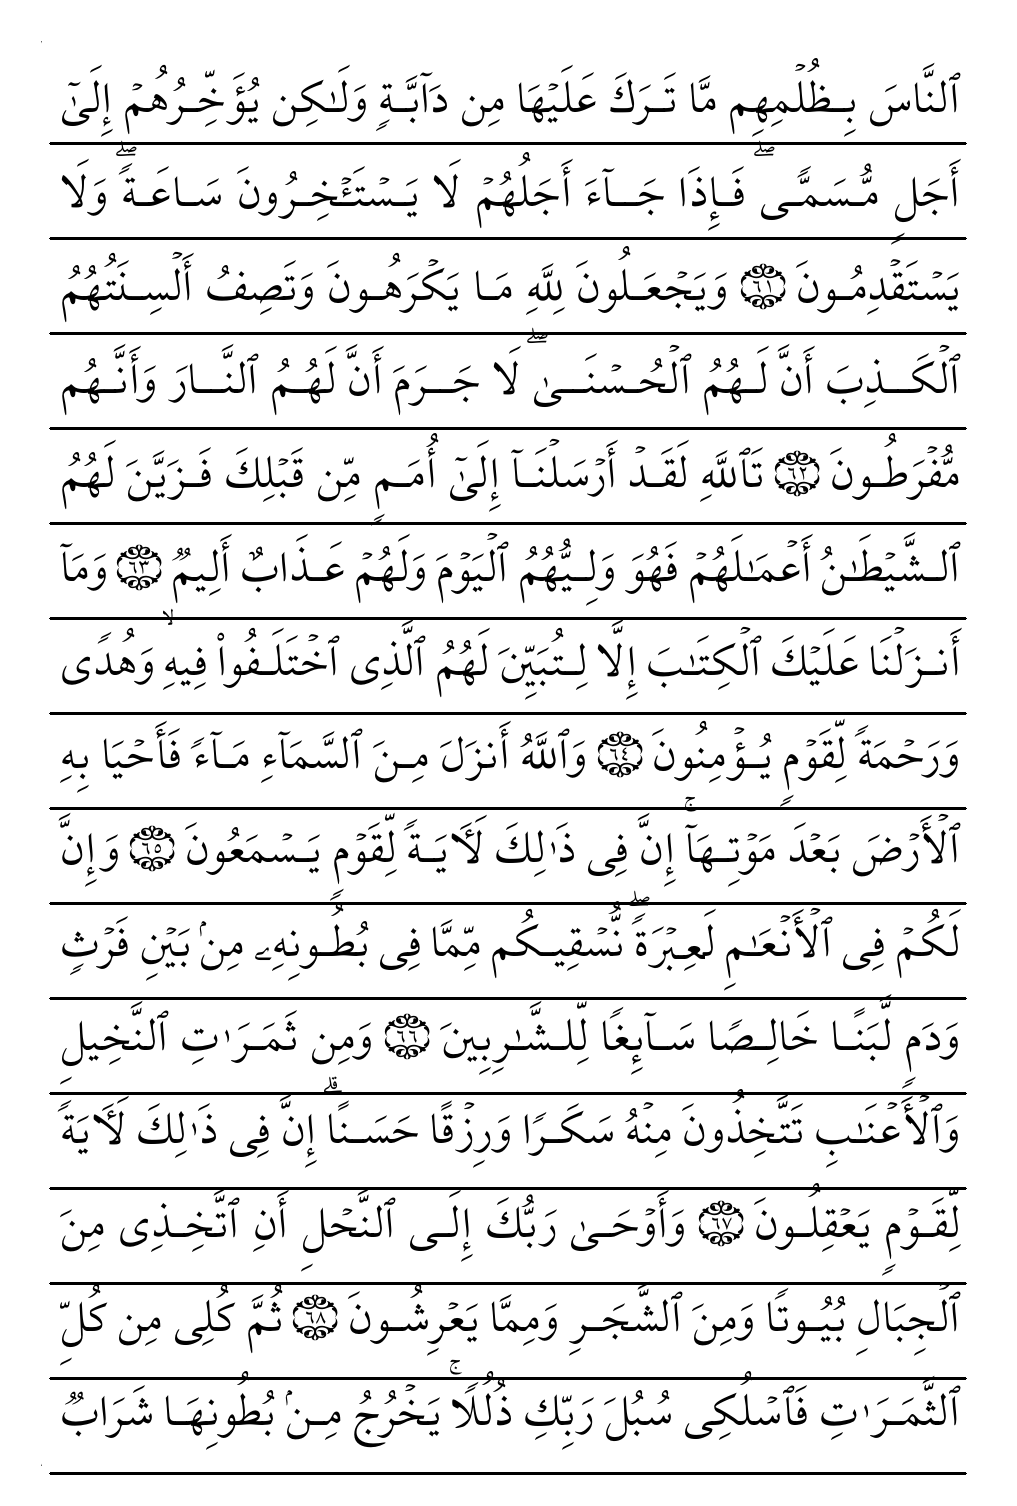 ٱلنَّاسَ بِظُلۡمِهِم مَّا تَرَكَ عَلَيۡهَا مِن دَآبَّةٖ وَلَٰكِن يُؤَخِّرُهُمۡ إِلَىٰٓ
أَجَلٖ مُّسَمّٗىۖ فَإِذَا جَآءَ أَجَلُهُمۡ لَا يَسۡتَـٔۡخِرُونَ سَاعَةٗۖ وَلَا
يَسۡتَقۡدِمُونَ ٦١ وَيَجۡعَلُونَ لِلَّهِ مَا يَكۡرَهُونَ وَتَصِفُ أَلۡسِنَتُهُمُ
ٱلۡكَذِبَ أَنَّ لَهُمُ ٱلۡحُسۡنَىٰۖ لَا جَرَمَ أَنَّ لَهُمُ ٱلنَّارَ وَأَنَّهُم
مُّفۡرَطُونَ ٦٢ تَٱللَّهِ لَقَدۡ أَرۡسَلۡنَآ إِلَىٰٓ أُمَمٖ مِّن قَبۡلِكَ فَزَيَّنَ لَهُمُ
ٱلشَّيۡطَٰنُ أَعۡمَٰلَهُمۡ فَهُوَ وَلِيُّهُمُ ٱلۡيَوۡمَ وَلَهُمۡ عَذَابٌ أَلِيمٞ ٦٣ وَمَآ
أَنزَلۡنَا عَلَيۡكَ ٱلۡكِتَٰبَ إِلَّا لِتُبَيِّنَ لَهُمُ ٱلَّذِى ٱخۡتَلَفُواْ فِيهِۙ وَهُدٗى
وَرَحۡمَةٗ لِّقَوۡمٖ يُؤۡمِنُونَ ٦٤ وَٱللَّهُ أَنزَلَ مِنَ ٱلسَّمَآءِ مَآءٗ فَأَحۡيَا بِهِ
ٱلۡأَرۡضَ بَعۡدَ مَوۡتِهَآۚ إِنَّ فِى ذَٰلِكَ لَأٓيَةٗ لِّقَوۡمٖ يَسۡمَعُونَ ٦٥ وَإِنَّ
لَكُمۡ فِى ٱلۡأَنۡعَٰمِ لَعِبۡرَةٗۖ نُّسۡقِيكُم مِّمَّا فِى بُطُونِهِۦ مِنۢ بَيۡنِ فَرۡثٖ
وَدَمٖ لَّبَنًا خَالِصٗا سَآئِغٗا لِّلشَّٰرِبِينَ ٦٦ وَمِن ثَمَرَٰتِ ٱلنَّخِيلِ
وَٱلۡأَعۡنَٰبِ تَتَّخِذُونَ مِنۡهُ سَكَرٗا وَرِزۡقًا حَسَنًاۗ إِنَّ فِى ذَٰلِكَ لَأٓيَةٗ
لِّقَوۡمٖ يَعۡقِلُونَ ٦٧ وَأَوۡحَىٰ رَبُّكَ إِلَى ٱلنَّحۡلِ أَنِ ٱتَّخِذِى مِنَ
ٱلۡجِبَالِ بُيُوتٗا وَمِنَ ٱلشَّجَرِ وَمِمَّا يَعۡرِشُونَ ٦٨ ثُمَّ كُلِى مِن كُلِّ
ٱلثَّمَرَٰتِ فَٱسۡلُكِى سُبُلَ رَبِّكِ ذُلُلٗاۚ يَخۡرُجُ مِنۢ بُطُونِهَا شَرَابٞ